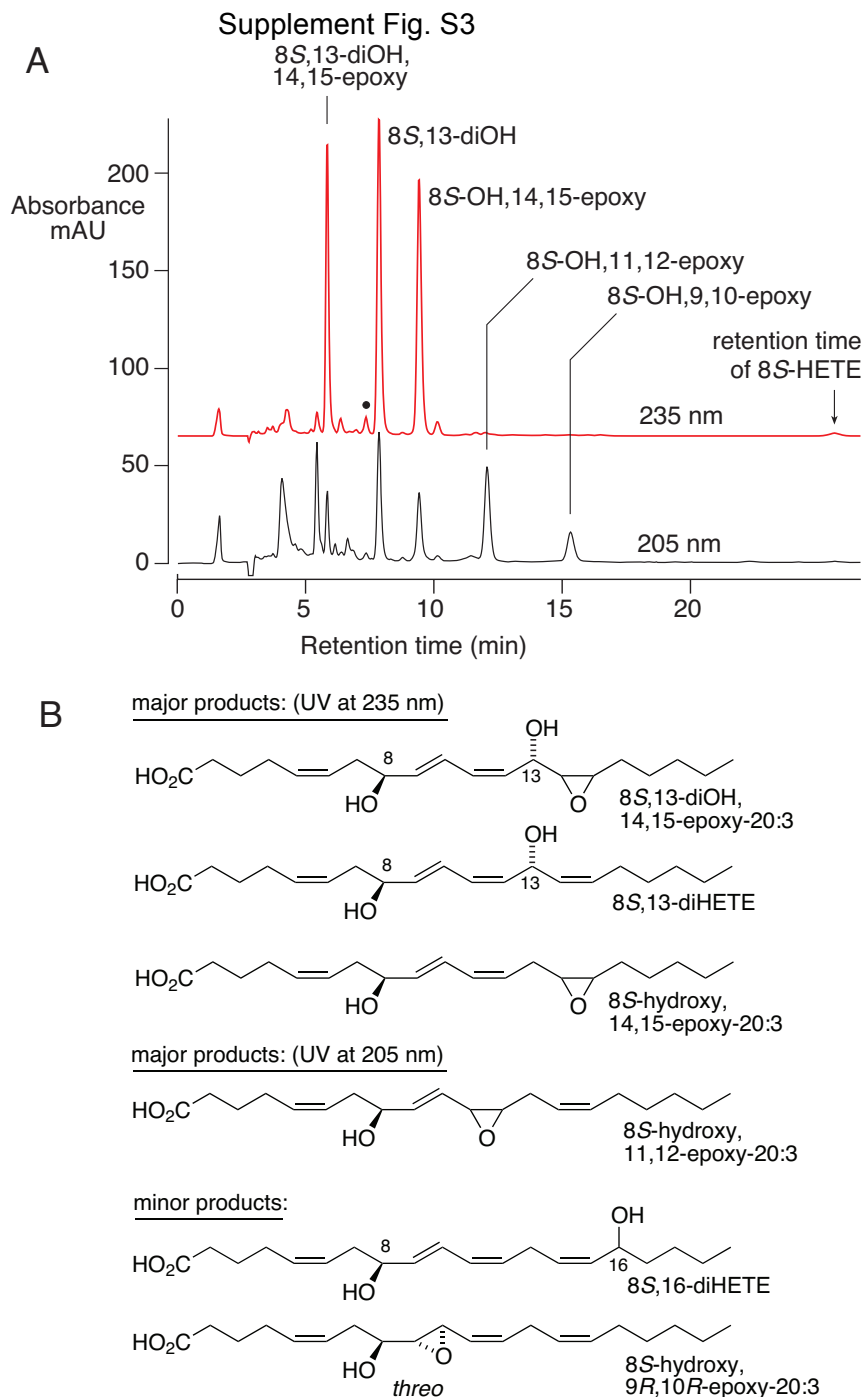 Supplement Fig. S3
A
8S,13-diOH,
14,15-epoxy
8S,13-diOH
8S-OH,14,15-epoxy
8S-OH,11,12-epoxy
8S-OH,9,10-epoxy
retention time
of 8S-HETE
Absorbance
mAU
200
150
100
50
0
235 nm
205 nm
0
5
10
15
20
Retention time (min)
B
major products: (UV at 235 nm)
OH
8
HO₂C
HO
13
O
8S,13-diOH,
14,15-epoxy-20:3
OH
8
HO₂C
HO
13
8S,13-diHETE
HO₂C
HO
O
8S-hydroxy,
14,15-epoxy-20:3
major products: (UV at 205 nm)
HO₂C
HO
O
8S-hydroxy,
11,12-epoxy-20:3
minor products:
OH
8
HO₂C
HO
16
8S,16-diHETE
HO₂C
HO
O
threo
8S-hydroxy,
9R,10R-epoxy-20:3